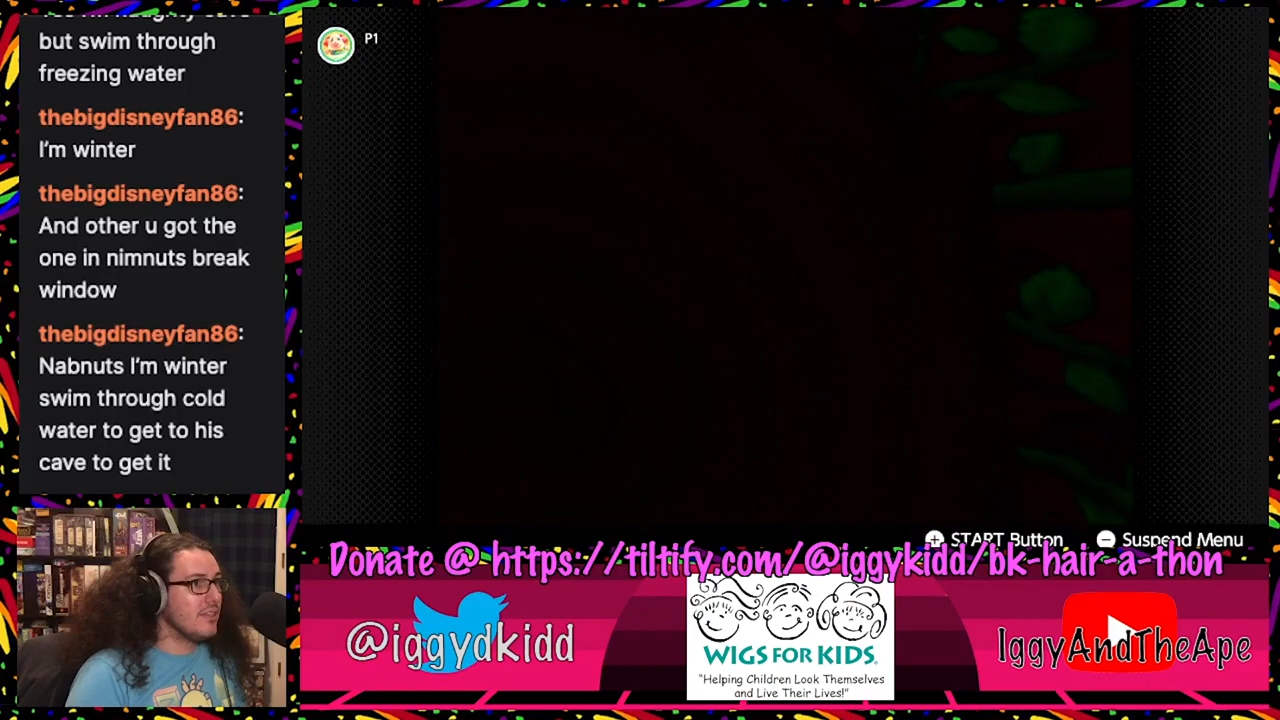 but swim through
freezing water
thebigdisneyfan86:
I'm winter
thebigdisneyfan86:
And other u got the
one in nimnuts break
window
thebigdisneyfan86:
Nabnuts I'm winter
swim through cold
water to get to his
cave to get it
P1
START Button
Suspend Menu
Donate @ https://tiltify.com/@iggykidd/bk-hair-a-thon
@iggydkidd
WIGS FOR KIDS.
"Helping Children Look Themselves
and Live Their Lives!"
IggyAndTheApe